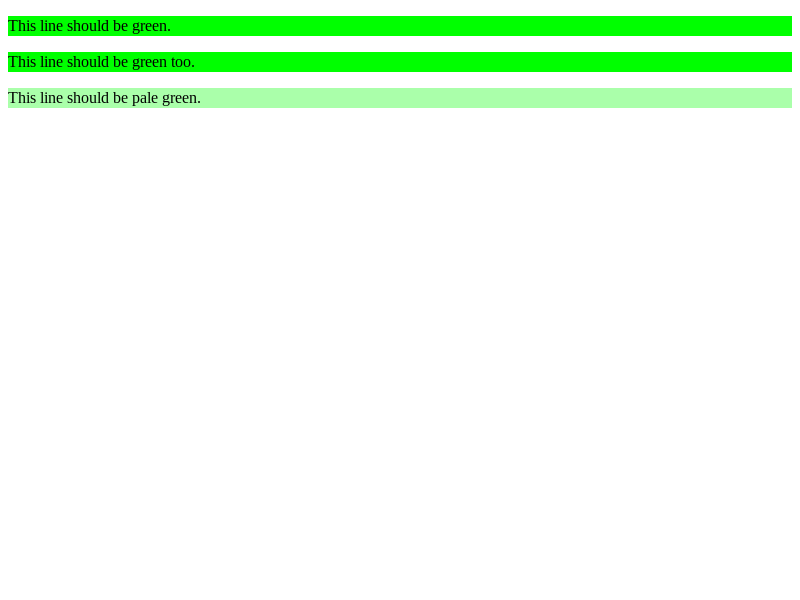 This line should be green.
This line should be green too.
This line should be pale green.